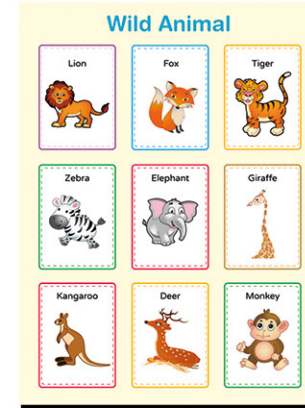 Wild Animal
Lion Fox Tiger
Zebra Elephant Giraffe
Kangaroo Deer Monkey